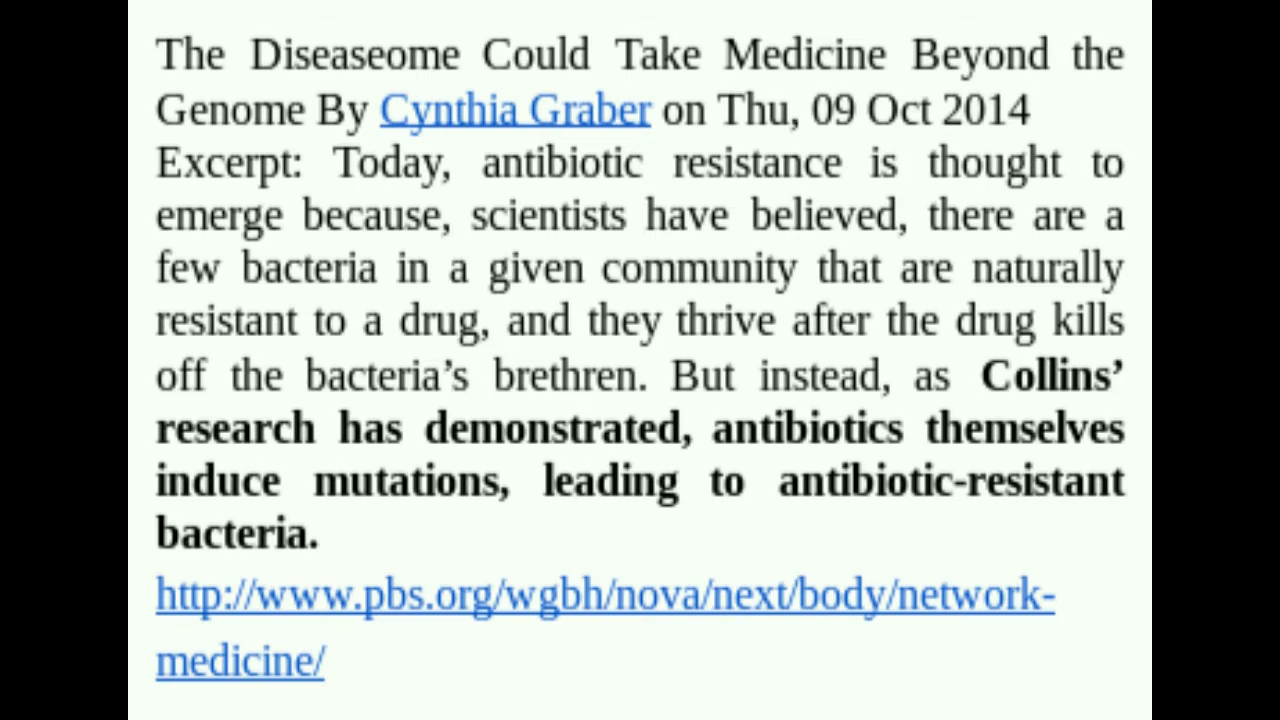 The Diseaseome Could Take Medicine Beyond the
Genome By Cynthia Graber on Thu, 09 Oct 2014
Excerpt: Today, antibiotic resistance is thought to
emerge because, scientists have believed, there are a
few bacteria in a given community that are naturally
resistant to a drug, and they thrive after the drug kills
off the bacteria’s brethren. But instead, as Collins’
research has demonstrated, antibiotics themselves
induce mutations, leading to antibiotic-resistant
bacteria.
http://www.pbs.org/wgbh/nova/next/body/network-
medicine/